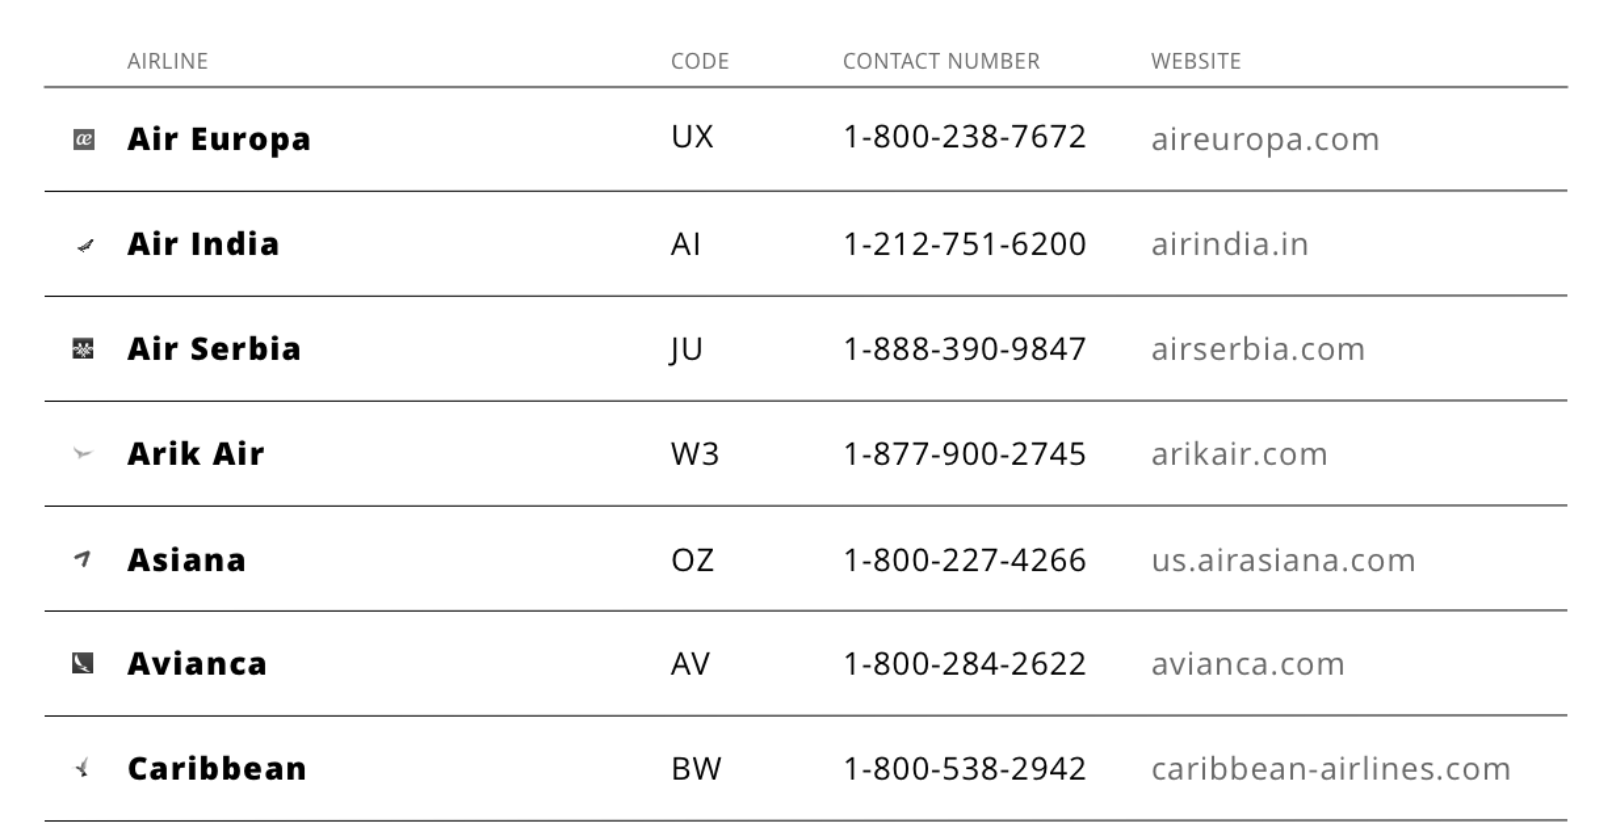 AIRLINE CODE CONTACT NUMBER WEBSITE
æ Air Europa UX 1-800-238-7672 aireuropa.com
Air India AI 1-212-751-6200 airindia.in
Air Serbia JU 1-888-390-9847 airserbia.com
Arik Air W3 1-877-900-2745 arikair.com
Asiana OZ 1-800-227-4266 us.airasiana.com
Avianca AV 1-800-284-2622 avianca.com
Caribbean BW 1-800-538-2942 caribbean-airlines.com